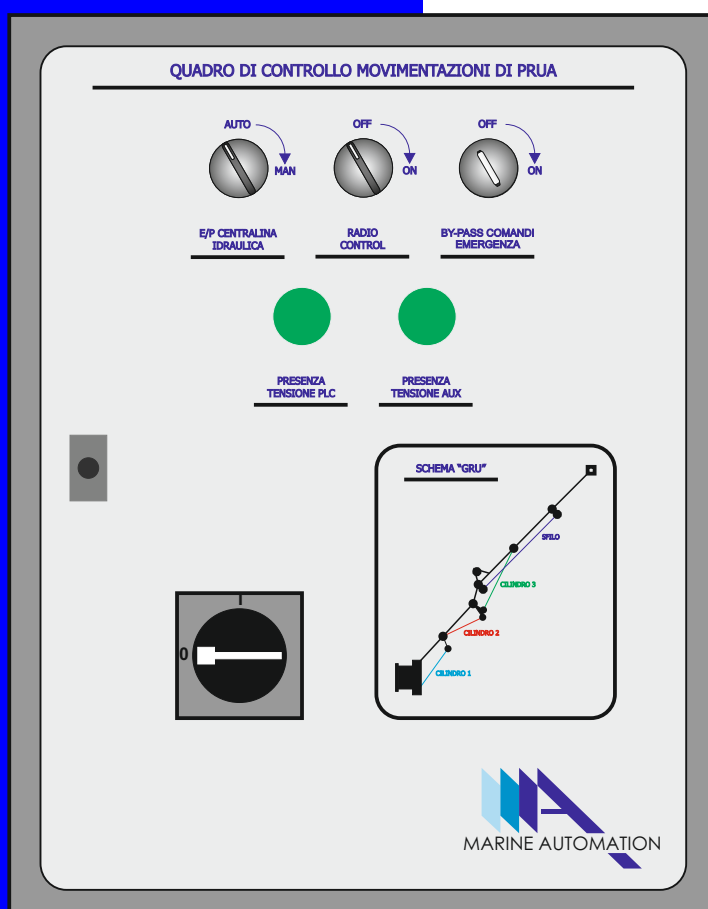 QUADRO DI CONTROLLO MOVIMENTAZIONI DI PRUA
AUTO
MAN
OFF
ON
OFF
ON
E/P CENTRALINA
IDRAULICA
RADIO
CONTROL
BY-PASS COMANDI
EMERGENZA
PRESENZA
TENSIONE PLC
PRESENZA
TENSIONE AUX
SCHEMA "GRU"
SFILO
CILINDRO 3
CILINDRO 2
CILINDRO 1
I
0
MARINE AUTOMATION